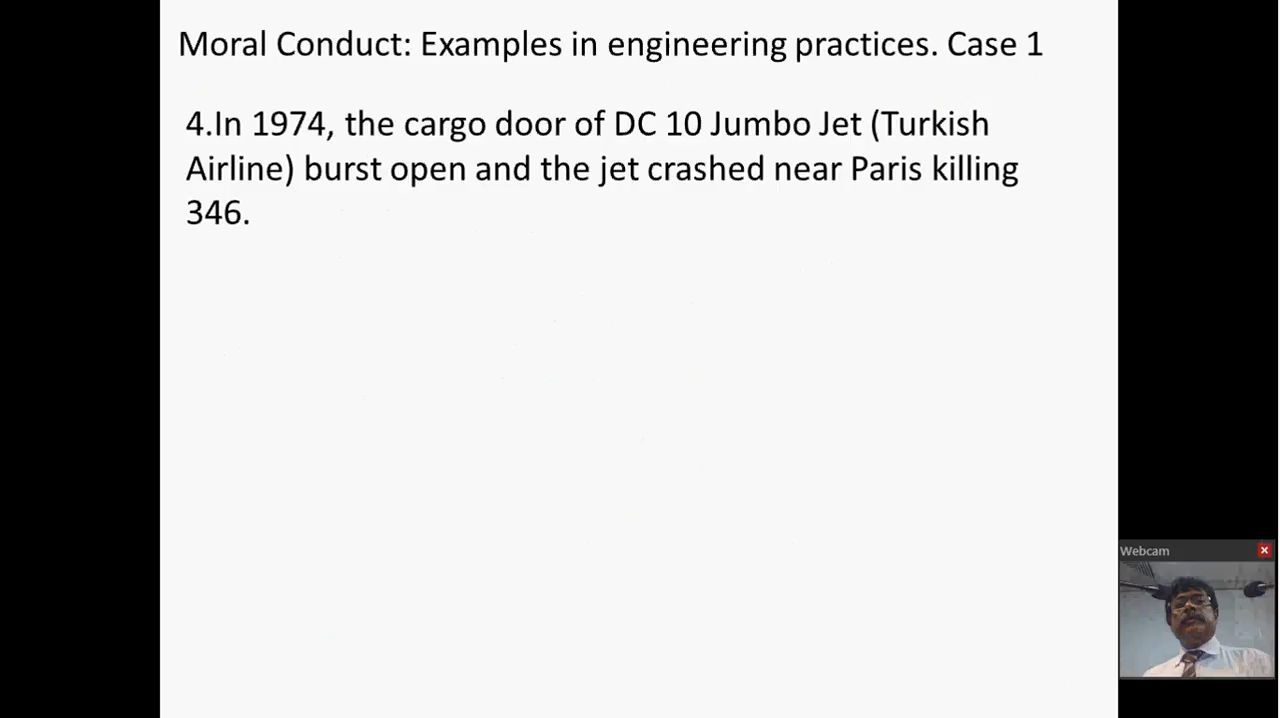 Moral Conduct: Examples in engineering practices. Case 1
4.In 1974, the cargo door of DC 10 Jumbo Jet (Turkish
Airline) burst open and the jet crashed near Paris killing
346.
Webcam